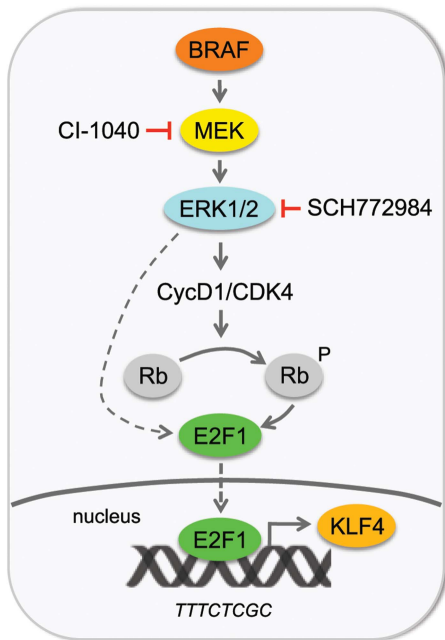 BRAF
CI-1040
MEK
ERK1/2
SCH772984
CycD1/CDK4
Rb
Rb
P
E2F1
nucleus
E2F1
KLF4
TTTCTCGC